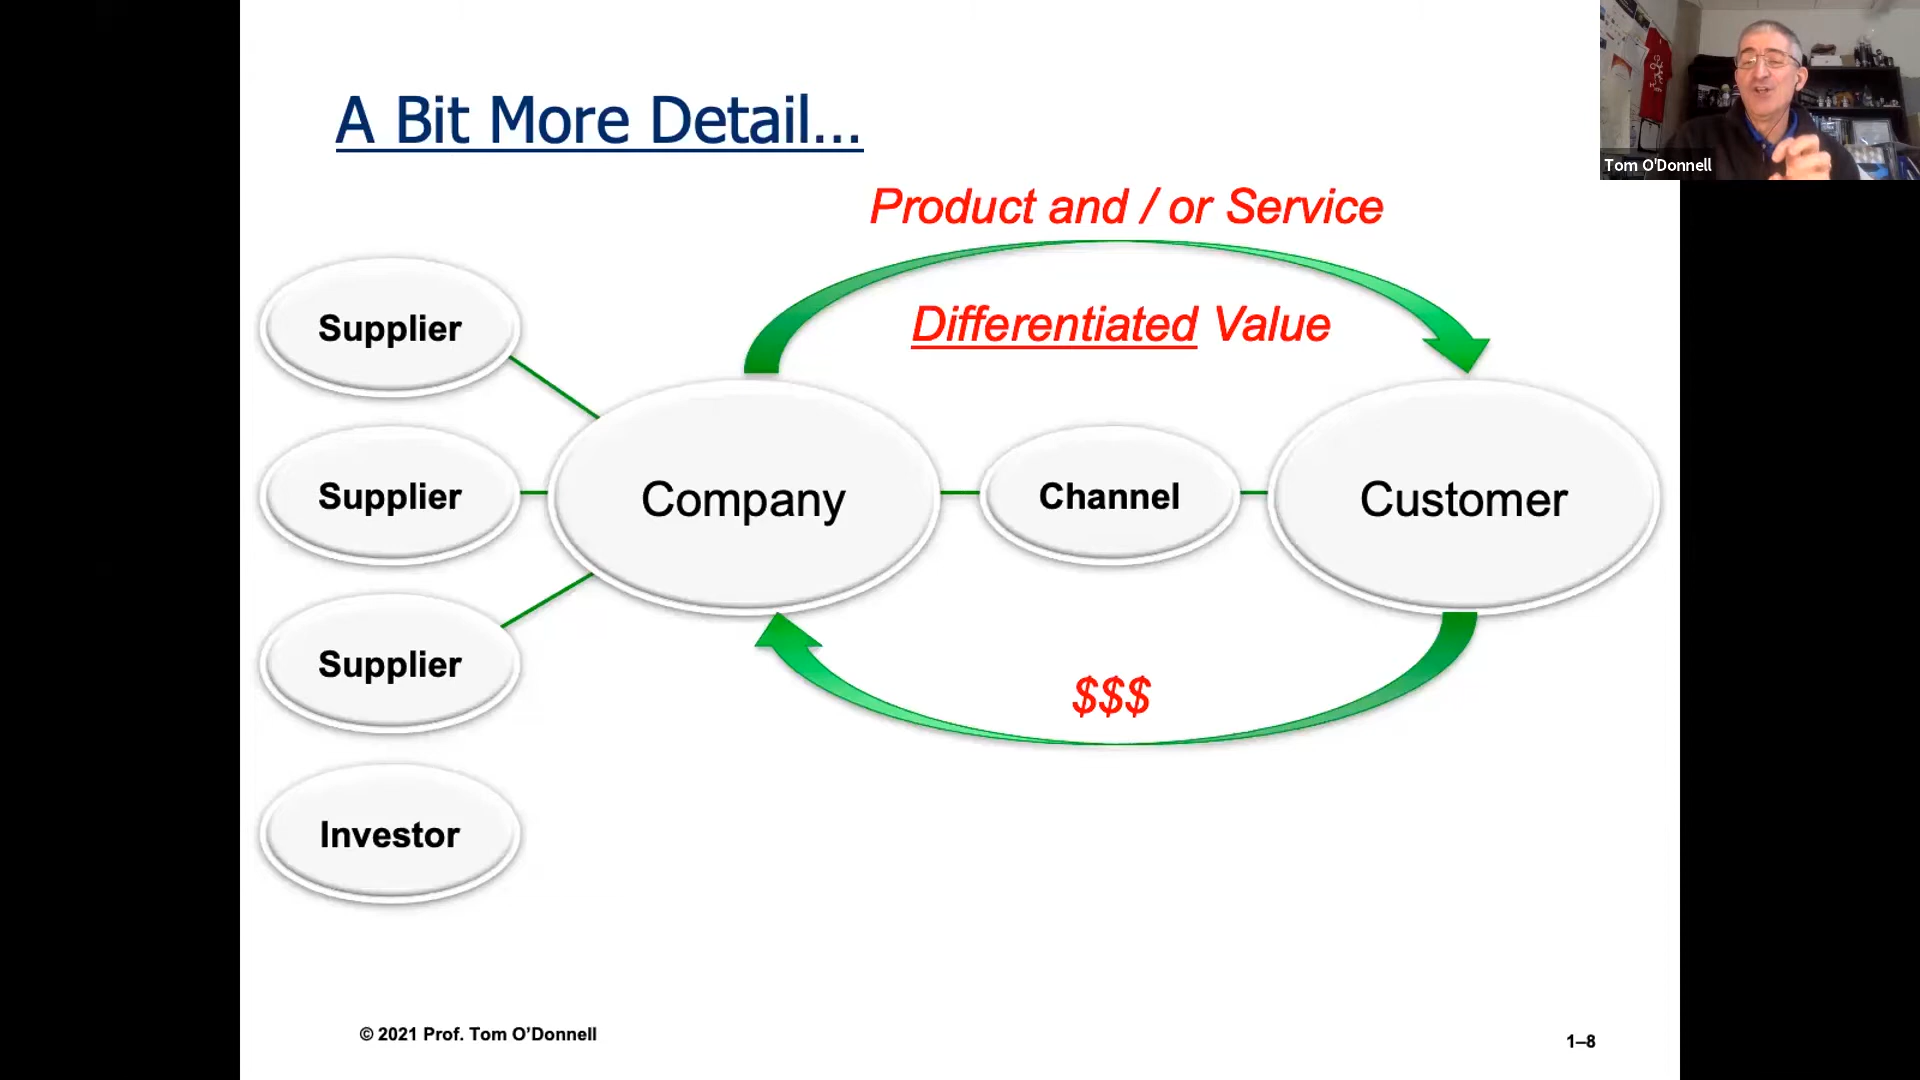 A Bit More Detail...
Tom O'Donnell
Product and / or Service
Differentiated Value
Supplier
Supplier
Company
Channel
Customer
Supplier
$$$
Investor
© 2021 Prof. Tom O’Donnell
1–8